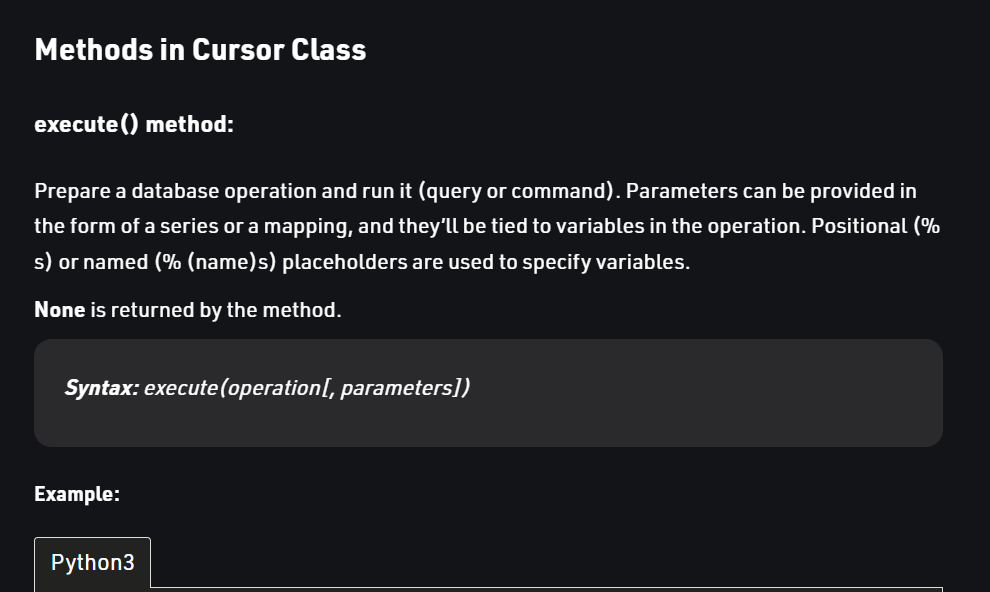 Methods in Cursor Class
execute() method:
Prepare a database operation and run it (query or command). Parameters can be provided in
the form of a series or a mapping, and they’ll be tied to variables in the operation. Positional (%
s) or named (% (name)s) placeholders are used to specify variables.
None is returned by the method.
Syntax: execute(operation[, parameters])
Example:
Python3